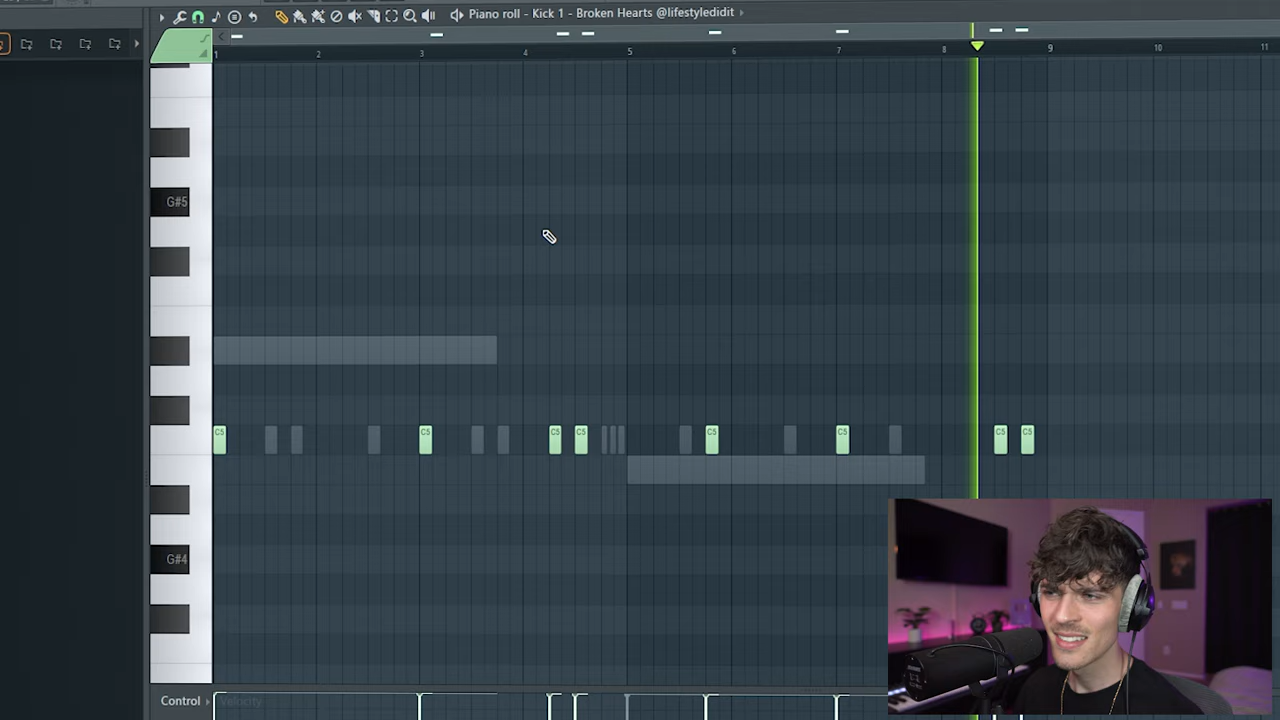 Piano roll - Kick 1 - Broken Hearts @lifestyledidit
1 2 3 4 5 6 7 8 9 10 11
G#5
C5 C5 C5 C5 C5 C5 C5 C5
G#4
Control Velocity